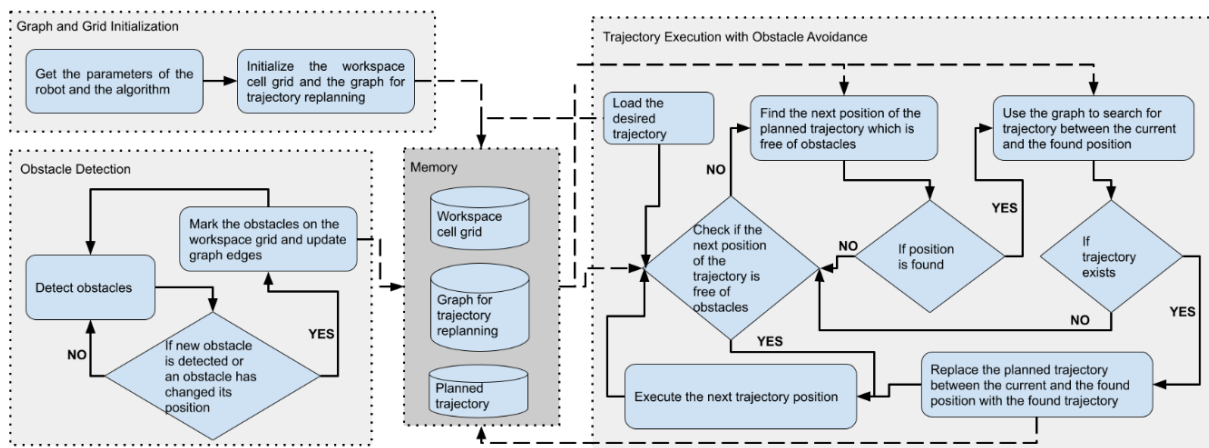 Graph and Grid Initialization
Get the parameters of the
robot and the algorithm
Initialize the workspace
cell grid and the graph for
trajectory replanning
Obstacle Detection
Mark the obstacles on the
workspace grid and update
graph edges
Detect obstacles
NO
YES
If new obstacle
is detected or
an obstacle has
changed its
position
Memory
Workspace
cell grid
Graph for
trajectory
replanning
Planned
trajectory
Trajectory Execution with Obstacle Avoidance
Load the
desired
trajectory
Find the next position of the
planned trajectory which is
free of obstacles
Use the graph to search for
trajectory between the current
and the found position
NO
YES
Check if the
next position
of the
trajectory is
free of
obstacles
NO
If position
is found
If
trajectory
exists
NO
YES
YES
Execute the next trajectory position
Replace the planned trajectory
between the current and the found
position with the found trajectory